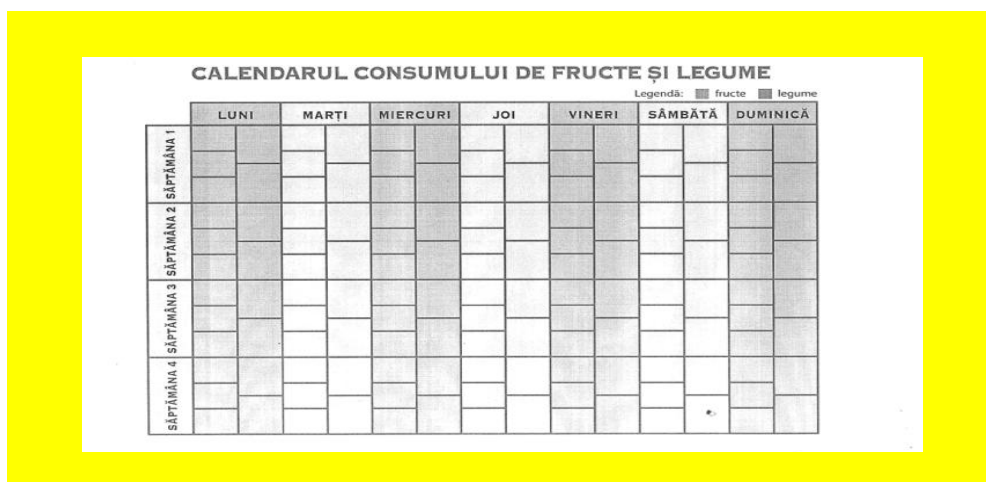 CALENDARUL CONSUMULUI DE FRUCTE ȘI LEGUME
Legendă: fructe legume
LUNI MARȚI MIERCURI JOI VINERI SÂMBĂTĂ DUMINICĂ
SĂPTĂMÂNA 1
SĂPTĂMÂNA 2
SĂPTĂMÂNA 3
SĂPTĂMÂNA 4